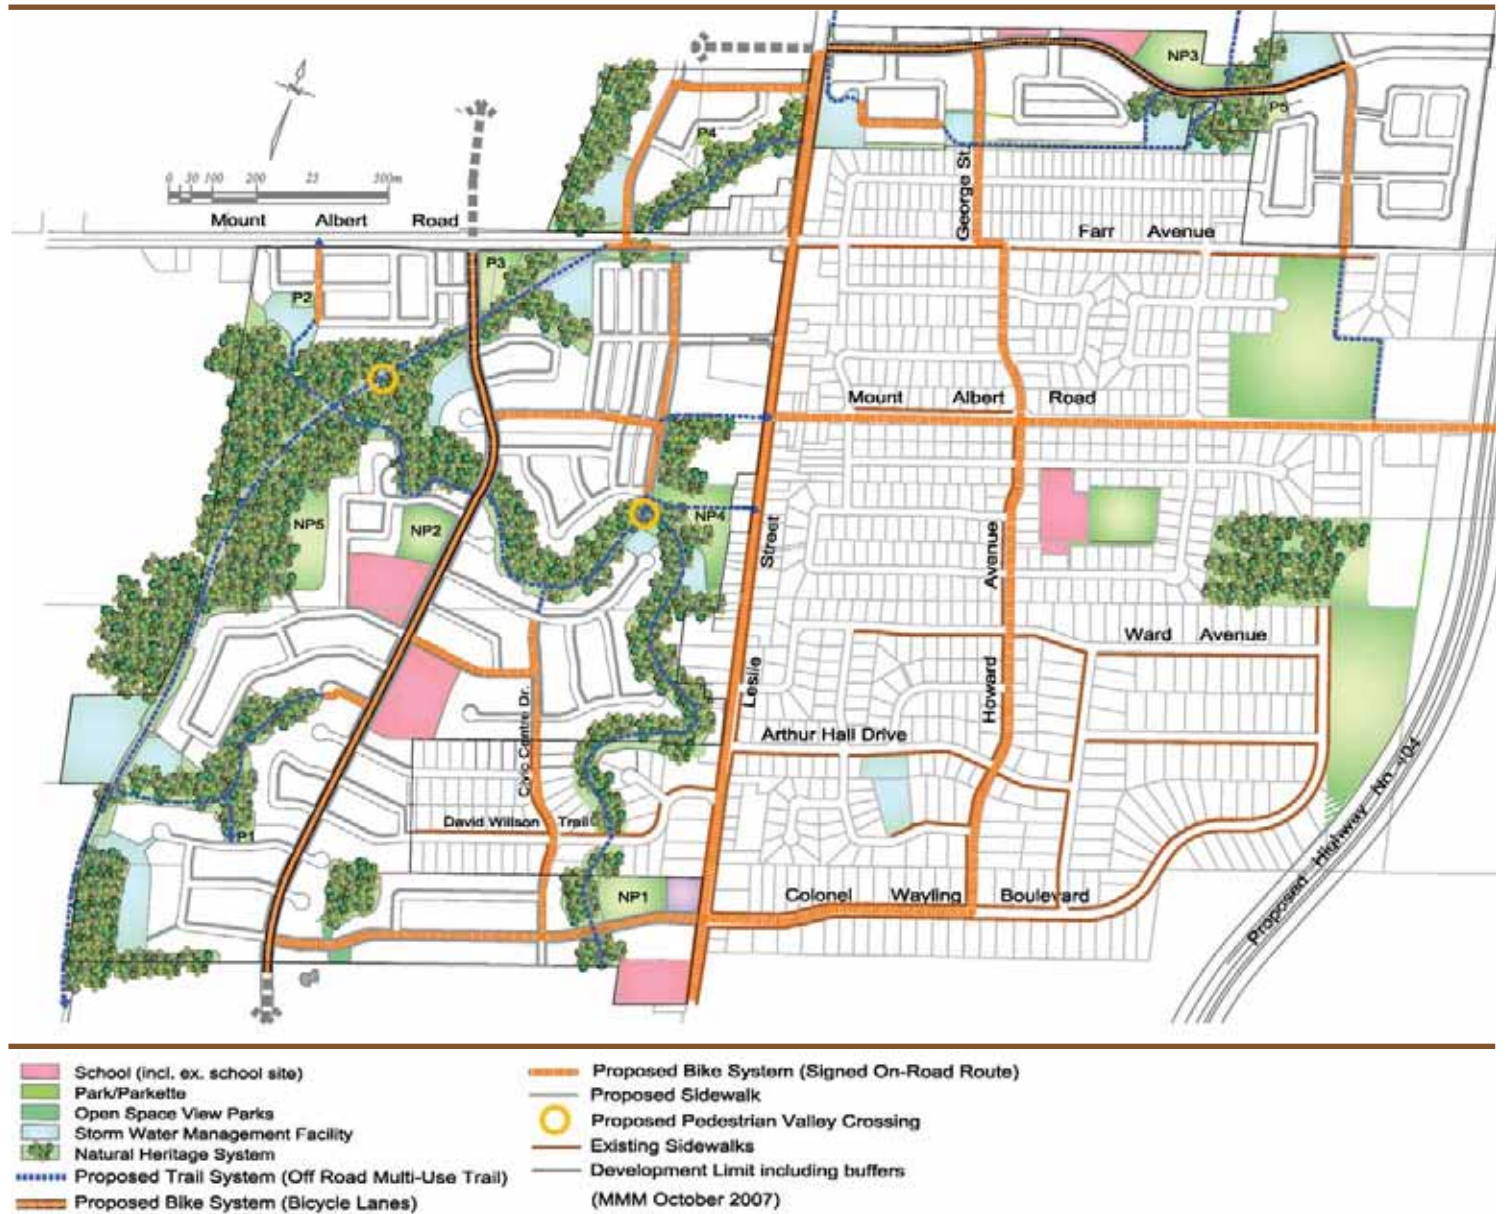 NP3
P5
P4
0 50 100 200 25 300m
Mount Albert Road
George St.
Farr Avenue
P3
P2
Mount Albert Road
NP5
NP2
NP4
Street
Avenue
Ward Avenue
Leslie
Howard
Civic Centre Dr.
Arthur Hall Drive
David Willson Trail
P1
Proposed Highway No 404
NP1
Colonel Wayling Boulevard
School (incl. ex. school site)
Park/Parkette
Open Space View Parks
Storm Water Management Facility
Natural Heritage System
Proposed Trail System (Off Road Multi-Use Trail)
Proposed Bike System (Bicycle Lanes)
Proposed Bike System (Signed On-Road Route)
Proposed Sidewalk
Proposed Pedestrian Valley Crossing
Existing Sidewalks
Development Limit including buffers
(MMM October 2007)